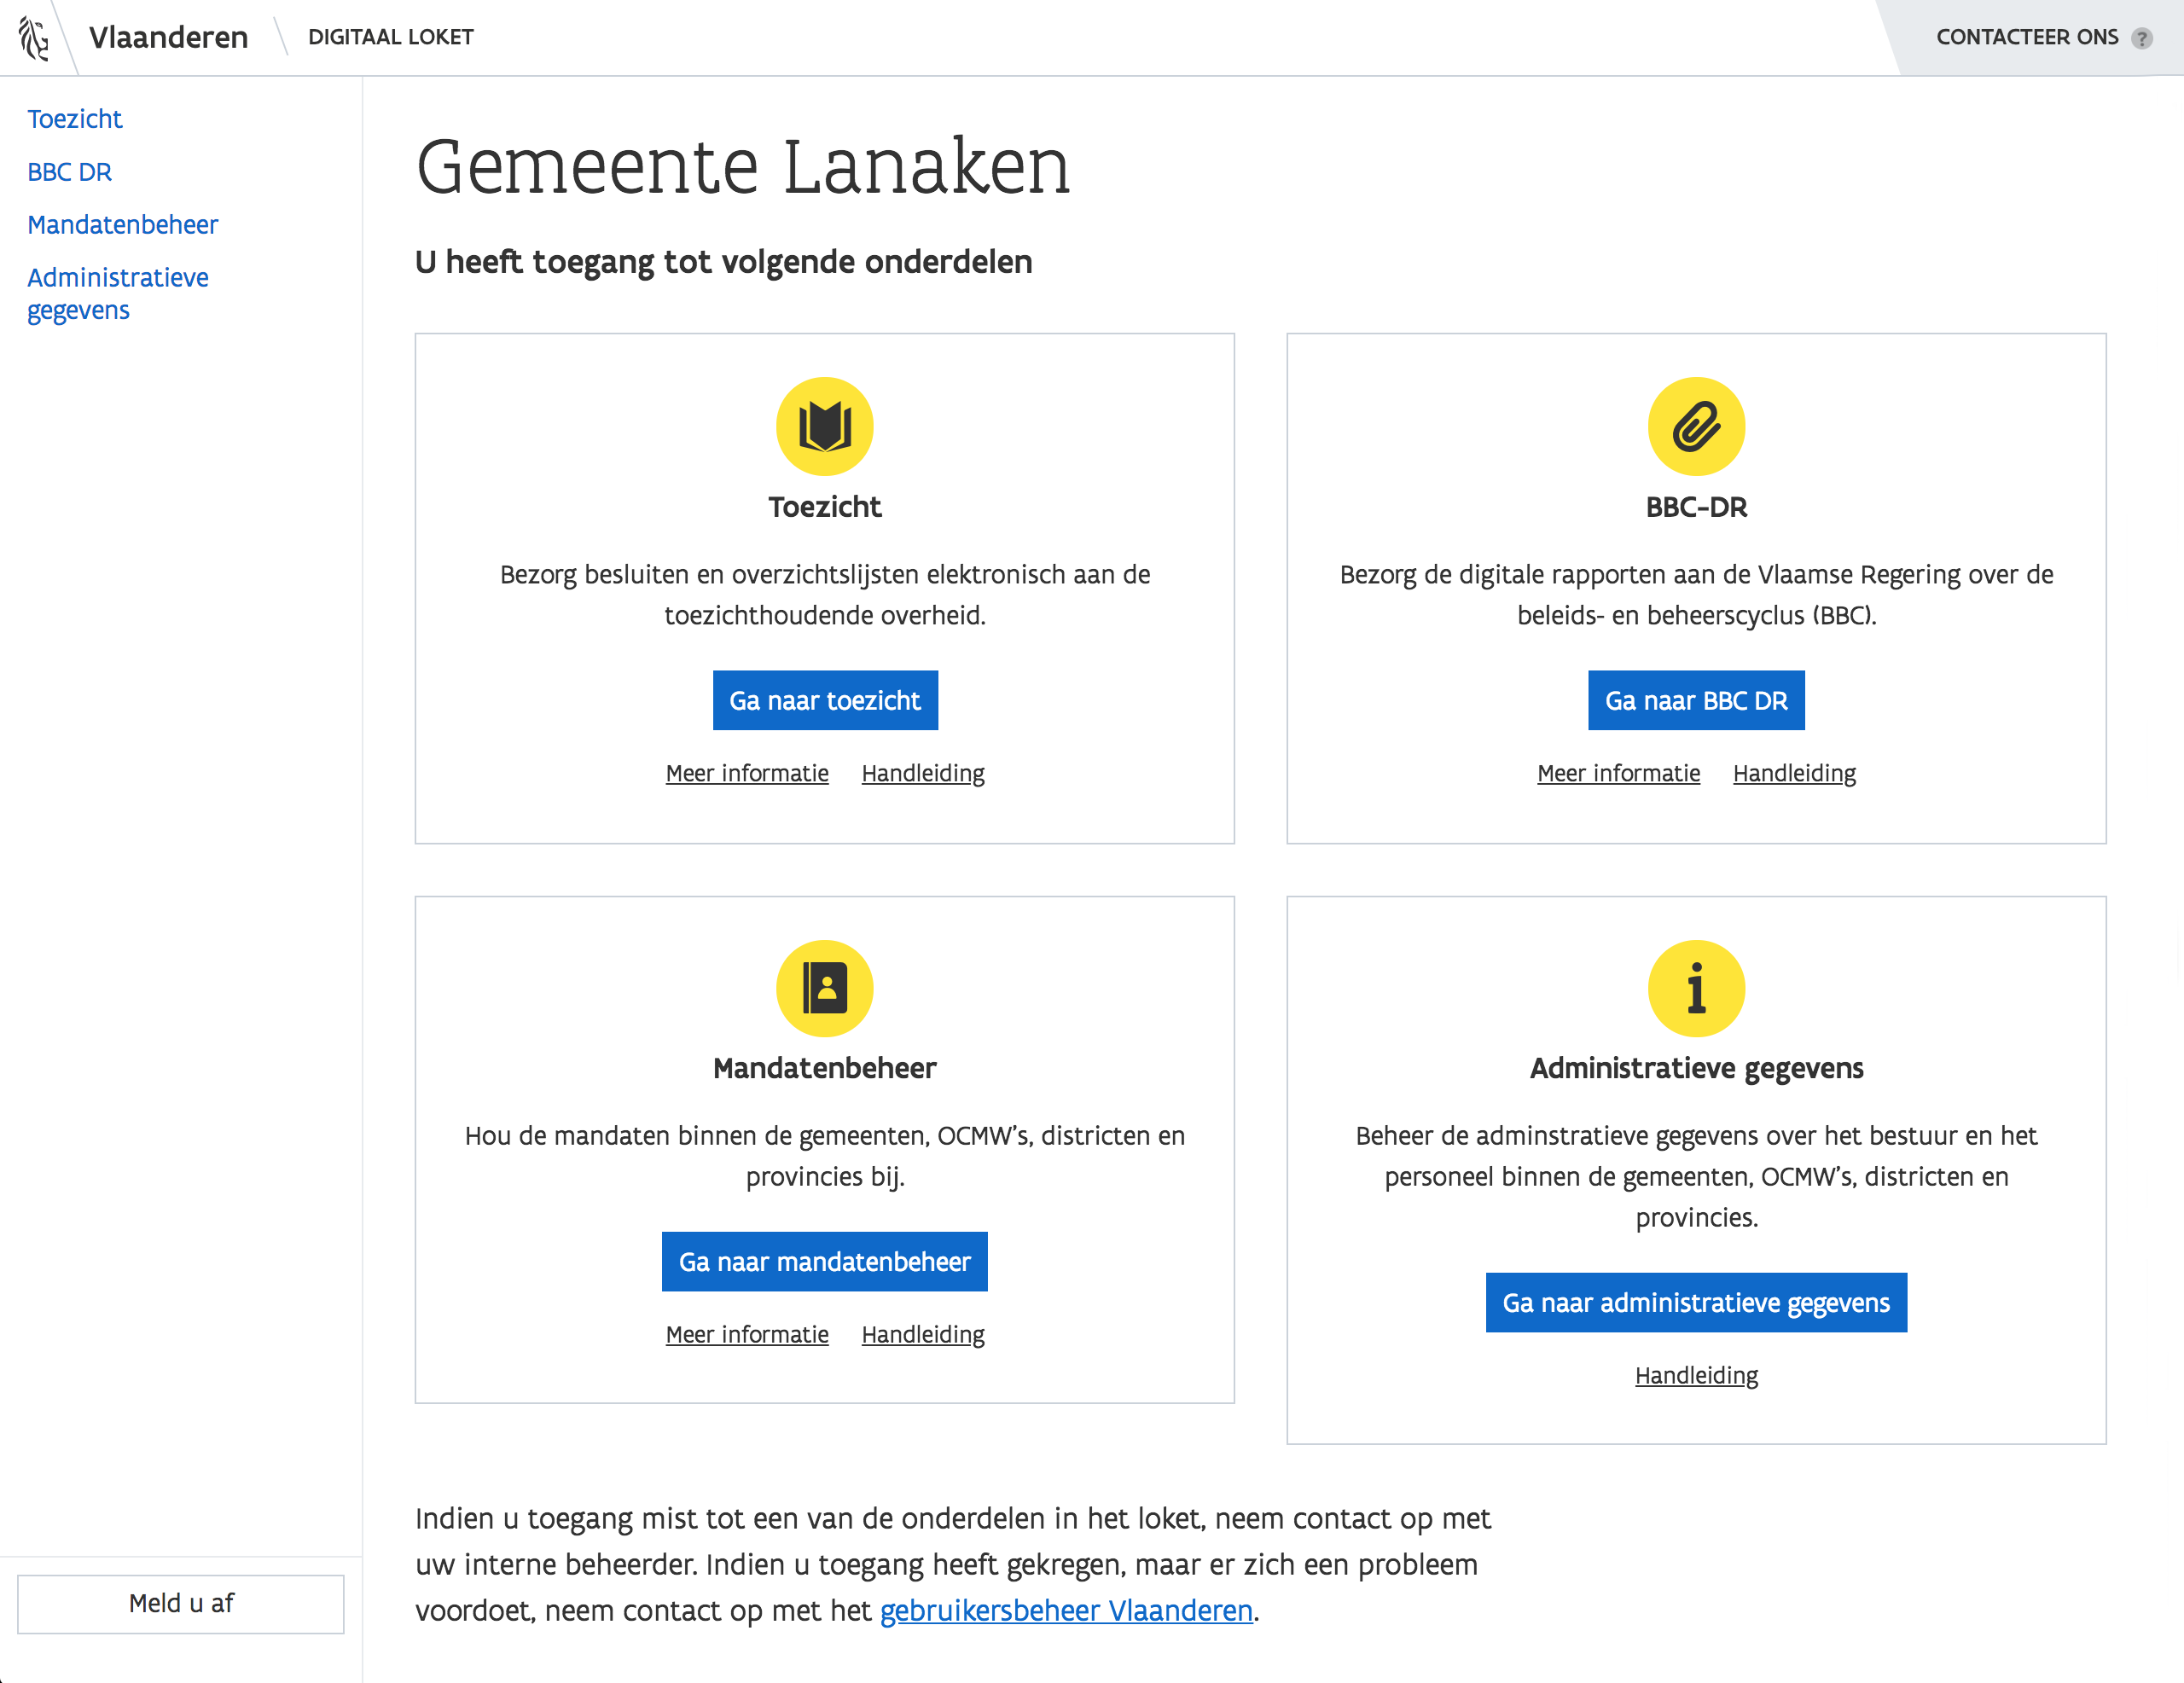 Vlaanderen
DIGITAAL LOKET
CONTACTEER ONS ?
Toezicht
BBC DR
Mandatenbeheer
Administratieve
gegevens
Gemeente Lanaken
U heeft toegang tot volgende onderdelen
Toezicht
Bezorg besluiten en overzichtslijsten elektronisch aan de
toezichthoudende overheid.
Ga naar toezicht
Meer informatie Handleiding
BBC-DR
Bezorg de digitale rapporten aan de Vlaamse Regering over de
beleids- en beheerscyclus (BBC).
Ga naar BBC DR
Meer informatie Handleiding
Mandatenbeheer
Hou de mandaten binnen de gemeenten, OCMW's, districten en
provincies bij.
Ga naar mandatenbeheer
Meer informatie Handleiding
Administratieve gegevens
Beheer de adminstratieve gegevens over het bestuur en het
personeel binnen de gemeenten, OCMW's, districten en
provincies.
Ga naar administratieve gegevens
Handleiding
Indien u toegang mist tot een van de onderdelen in het loket, neem contact op met
uw interne beheerder. Indien u toegang heeft gekregen, maar er zich een probleem
voordoet, neem contact op met het gebruikersbeheer Vlaanderen.
Meld u af